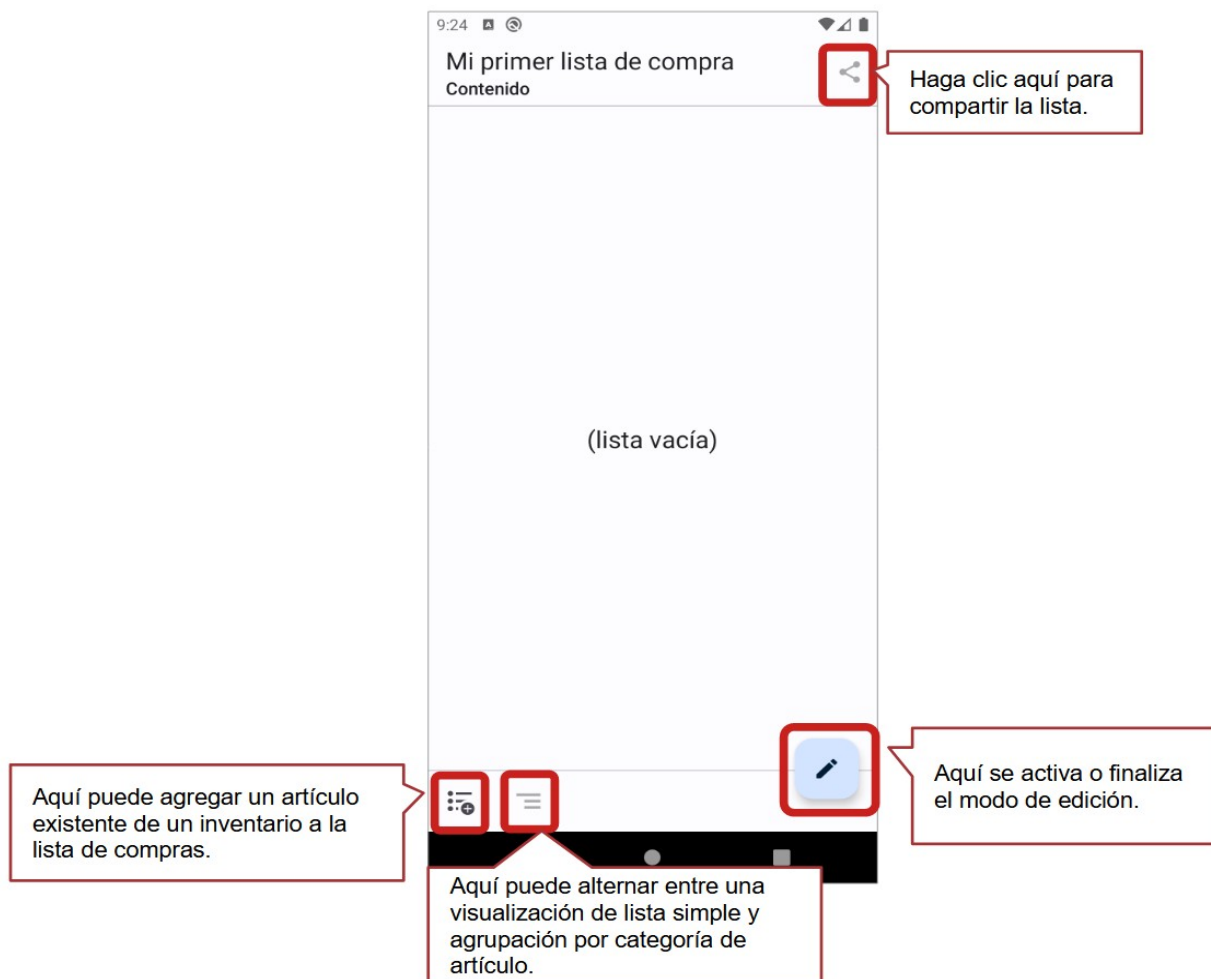 9:24
Mi primer lista de compra
Contenido
Haga clic aquí para
compartir la lista.
(lista vacía)
Aquí se activa o finaliza
el modo de edición.
Aquí puede agregar un artículo
existente de un inventario a la
lista de compras.
Aquí puede alternar entre una
visualización de lista simple y
agrupación por categoría de
artículo.